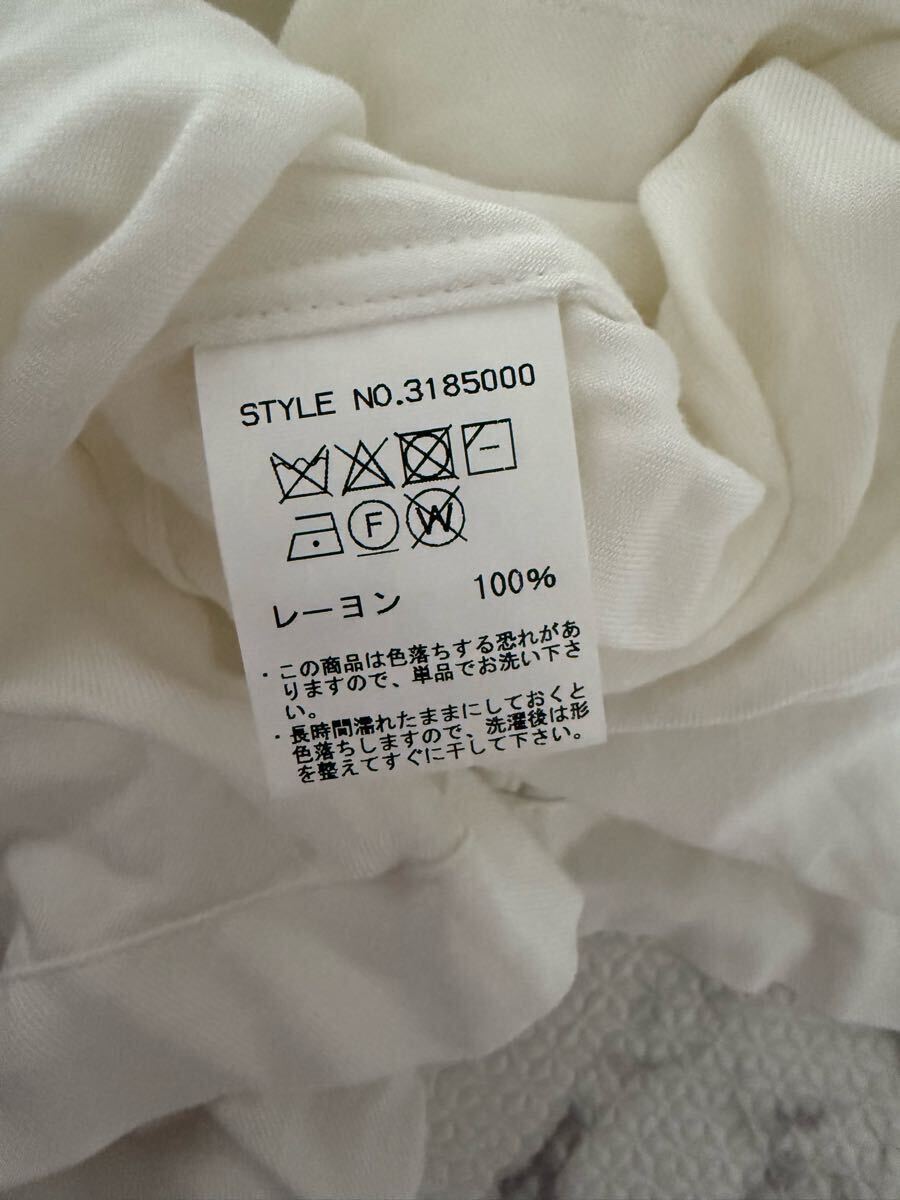 STYLE NO.3185000
F W
レーヨン 100%
・この商品は色落ちする恐れがあ
りますので、単品でお洗い下さ
い。
・長時間濡れたままにしておくと
色落ちしますので、洗濯後は形
を整えてすぐに干して下さい。